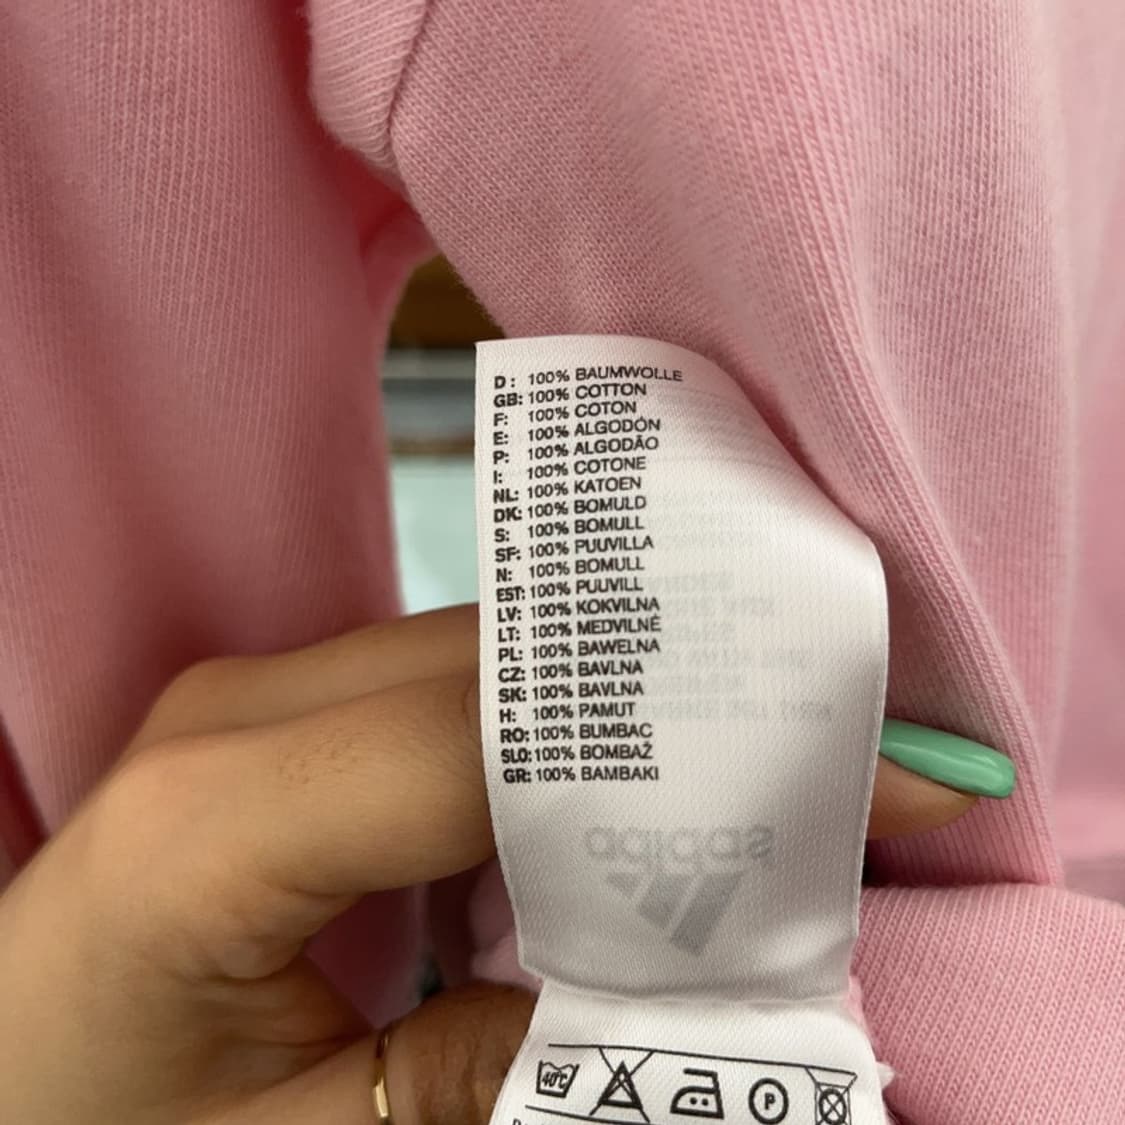 D: 100% BAUMWOLLE
GB: 100% COTTON
F: 100% COTON
E: 100% ALGODÓN
P: 100% ALGODÃO
I: 100% COTONE
NL: 100% KATOEN
DK: 100% BOMULD
S: 100% BOMULL
SF: 100% PUUVILLA
N: 100% BOMULL
EST: 100% PUUVILL
LV: 100% KOKVILNA
LT: 100% MEDVILNĖ
PL: 100% BAWEŁNA
CZ: 100% BAVLNA
SK: 100% BAVLNA
H: 100% PAMUT
RO: 100% BUMBAC
SLO: 100% BOMBAŽ
GR: 100% BAMBAKI
adidas
40°C P